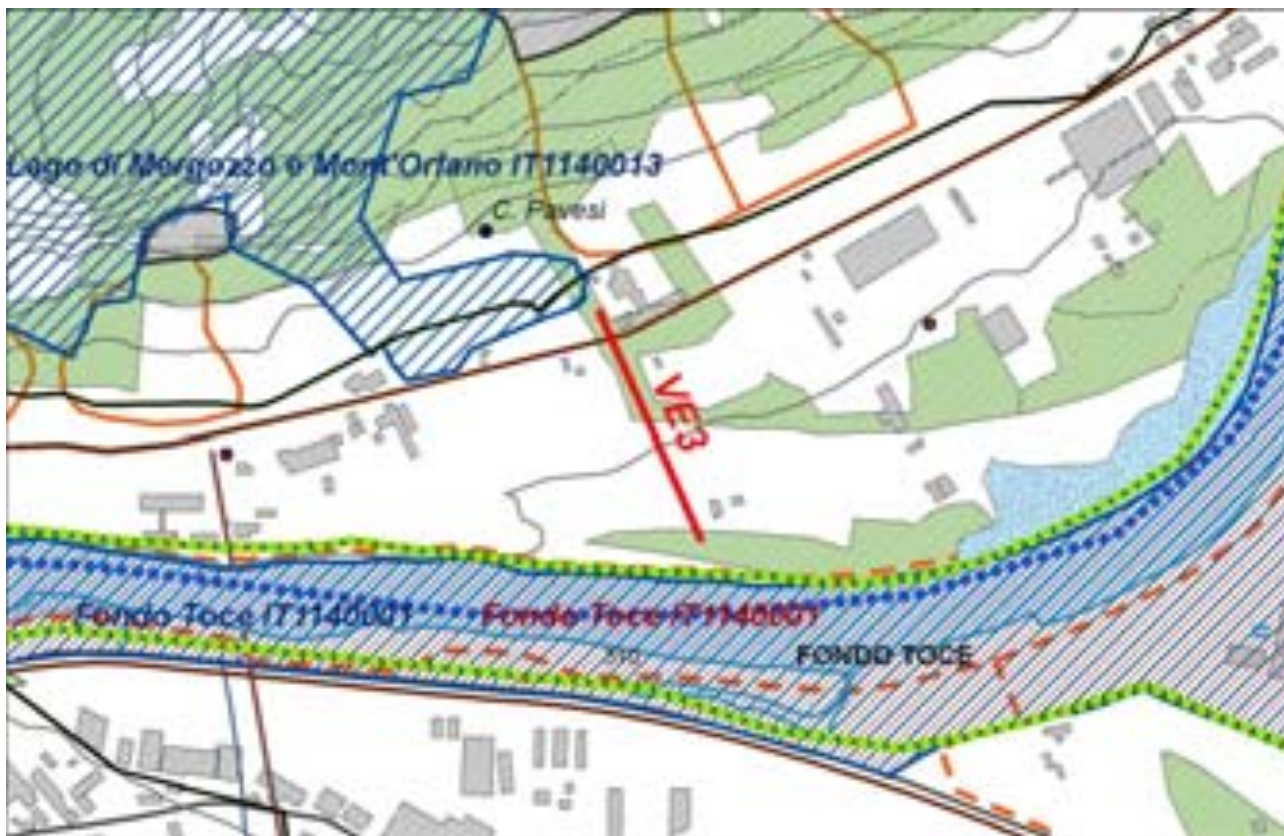 Lago di Mergozzo e Mont'Orfano IT1140013
C. Pavesi
VE3
Fondo Toce IT1140001 Fondo Toce IT1140001
FONDO TOCE